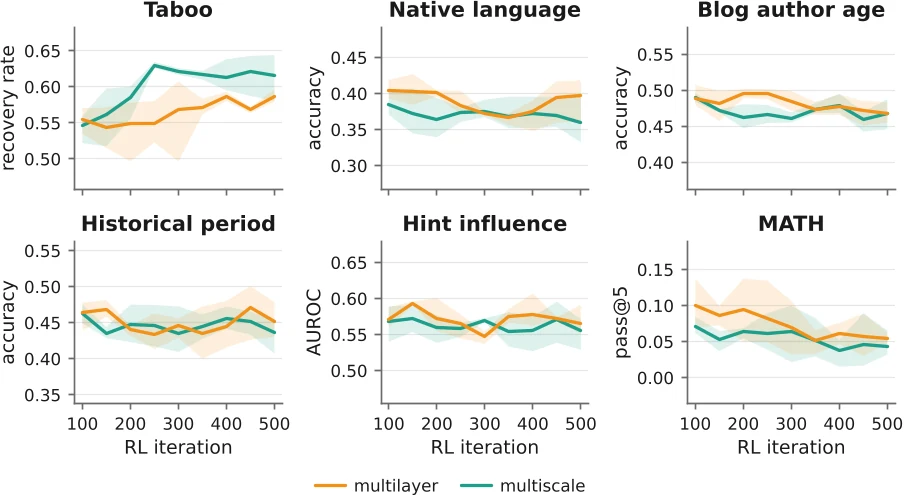 Taboo
Native language
Blog author age
recovery rate
0.65
0.60
0.55
0.50
accuracy
0.45
0.40
0.35
0.30
accuracy
0.55
0.50
0.45
0.40
Historical period
Hint influence
MATH
accuracy
0.55
0.50
0.45
0.40
0.35
AUROC
0.65
0.60
0.55
0.50
pass@5
0.15
0.10
0.05
0.00
100 200 300 400 500
100 200 300 400 500
100 200 300 400 500
RL iteration
RL iteration
RL iteration
multilayer
multiscale